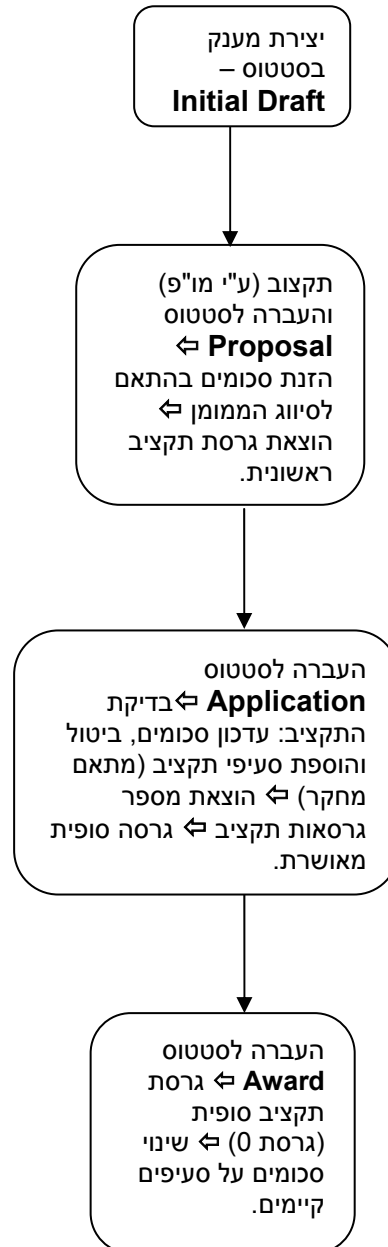 יצירת מענק
בסטטוס –
Initial Draft
תקצוב (ע"י מו"פ)
והעברה לסטטוס
Proposal ⇦
הזנת סכומים בהתאם
לסיווג הממומן ⇦
הוצאת גרסת תקציב
ראשונית.
העברה לסטטוס
Application ⇦בדיקת
התקציב: עדכון סכומים, ביטול
והוספת סעיפי תקציב (מתאם
מחקר) ⇦ הוצאת מספר
גרסאות תקציב ⇦ גרסה סופית
מאושרת.
העברה לסטטוס
Award ⇦ גרסת
תקציב סופית
(גרסת 0) ⇦ שינוי
סכומים על סעיפים
קיימים.